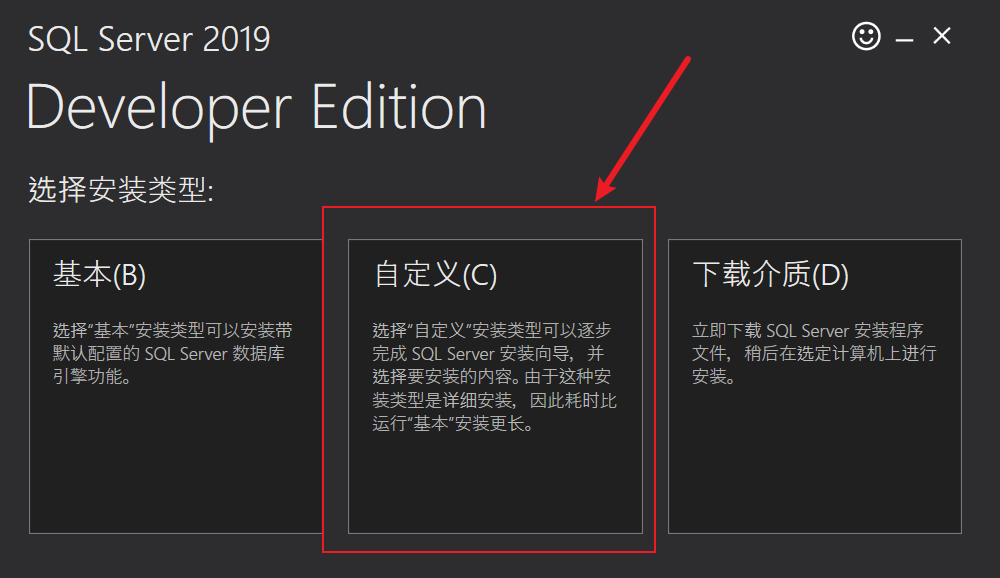 SQL Server 2019
Developer Edition
选择安装类型:
基本(B)
选择“基本”安装类型可以安装带
默认配置的 SQL Server 数据库
引擎功能。
自定义(C)
选择“自定义”安装类型可以逐步
完成 SQL Server 安装向导，并
选择要安装的内容。由于这种安
装类型是详细安装，因此耗时比
运行“基本”安装更长。
下载介质(D)
立即下载 SQL Server 安装程序
文件，稍后在选定计算机上进行
安装。